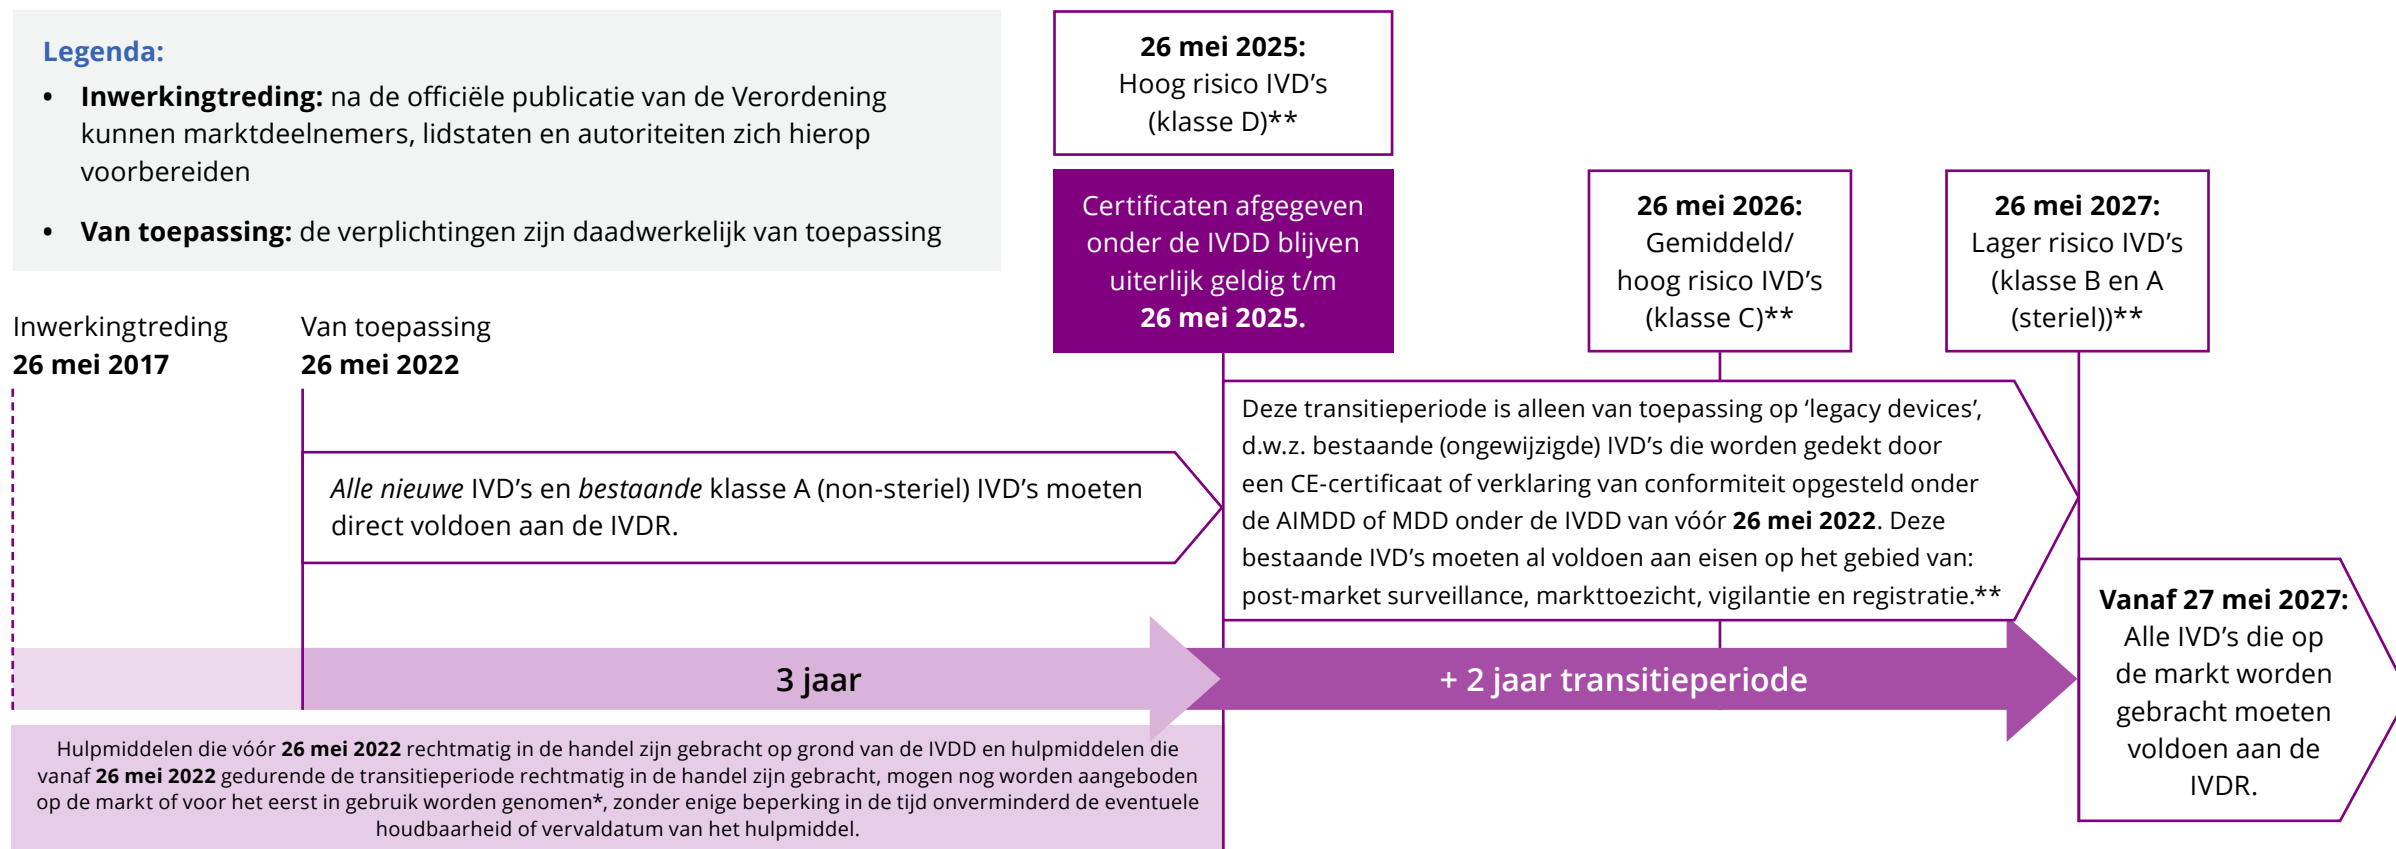 Legenda:
• Inwerkingtreding: na de officiële publicatie van de Verordening
kunnen marktdeelnemers, lidstaten en autoriteiten zich hierop
voorbereiden
• Van toepassing: de verplichtingen zijn daadwerkelijk van toepassing
26 mei 2025:
Hoog risico IVD’s
(klasse D)**
Certificaten afgegeven
onder de IVDD blijven
uiterlijk geldig t/m
26 mei 2025.
26 mei 2026:
Gemiddeld/
hoog risico IVD’s
(klasse C)**
26 mei 2027:
Lager risico IVD’s
(klasse B en A
(steriel))**
Inwerkingtreding
26 mei 2017
Van toepassing
26 mei 2022
Alle nieuwe IVD’s en bestaande klasse A (non-steriel) IVD’s moeten
direct voldoen aan de IVDR.
Deze transitieperiode is alleen van toepassing op ‘legacy devices’,
d.w.z. bestaande (ongewijzigde) IVD’s die worden gedekt door
een CE-certificaat of verklaring van conformiteit opgesteld onder
de AIMDD of MDD onder de IVDD van vóór 26 mei 2022. Deze
bestaande IVD’s moeten al voldoen aan eisen op het gebied van:
post-market surveillance, markttoezicht, vigilantie en registratie.**
Vanaf 27 mei 2027:
Alle IVD’s die op
de markt worden
gebracht moeten
voldoen aan de
IVDR.
3 jaar
+ 2 jaar transitieperiode
Hulpmiddelen die vóór 26 mei 2022 rechtmatig in de handel zijn gebracht op grond van de IVDD en hulpmiddelen die
vanaf 26 mei 2022 gedurende de transitieperiode rechtmatig in de handel zijn gebracht, mogen nog worden aangeboden
op de markt of voor het eerst in gebruik worden genomen*, zonder enige beperking in de tijd onverminderd de eventuele
houdbaarheid of vervaldatum van het hulpmiddel.